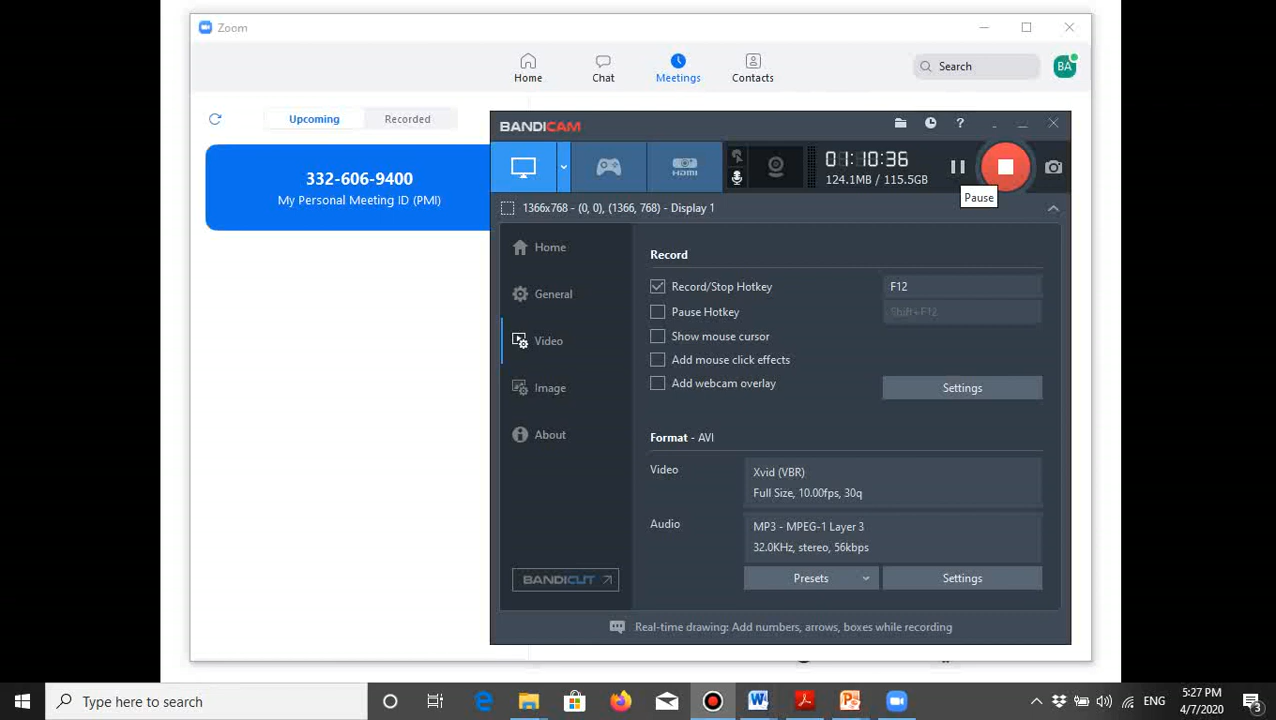 Zoom
Home
Chat
Meetings
Contacts
Search
BA
Upcoming
Recorded
332-606-9400
My Personal Meeting ID (PMI)
BANDICAM
?
HDMI
01:10:36
124.1MB / 115.5GB
Pause
1366x768 - (0, 0), (1366, 768) - Display 1
Home
General
Video
Image
About
BANDICUT
Record
Record/Stop Hotkey
F12
Pause Hotkey
Shift+F12
Show mouse cursor
Add mouse click effects
Add webcam overlay
Settings
Format - AVI
Video
Xvid (VBR)
Full Size, 10.00fps, 30q
Audio
MP3 - MPEG-1 Layer 3
32.0KHz, stereo, 56kbps
Presets
Settings
Real-time drawing: Add numbers, arrows, boxes while recording
Type here to search
ENG
5:27 PM
4/7/2020
3